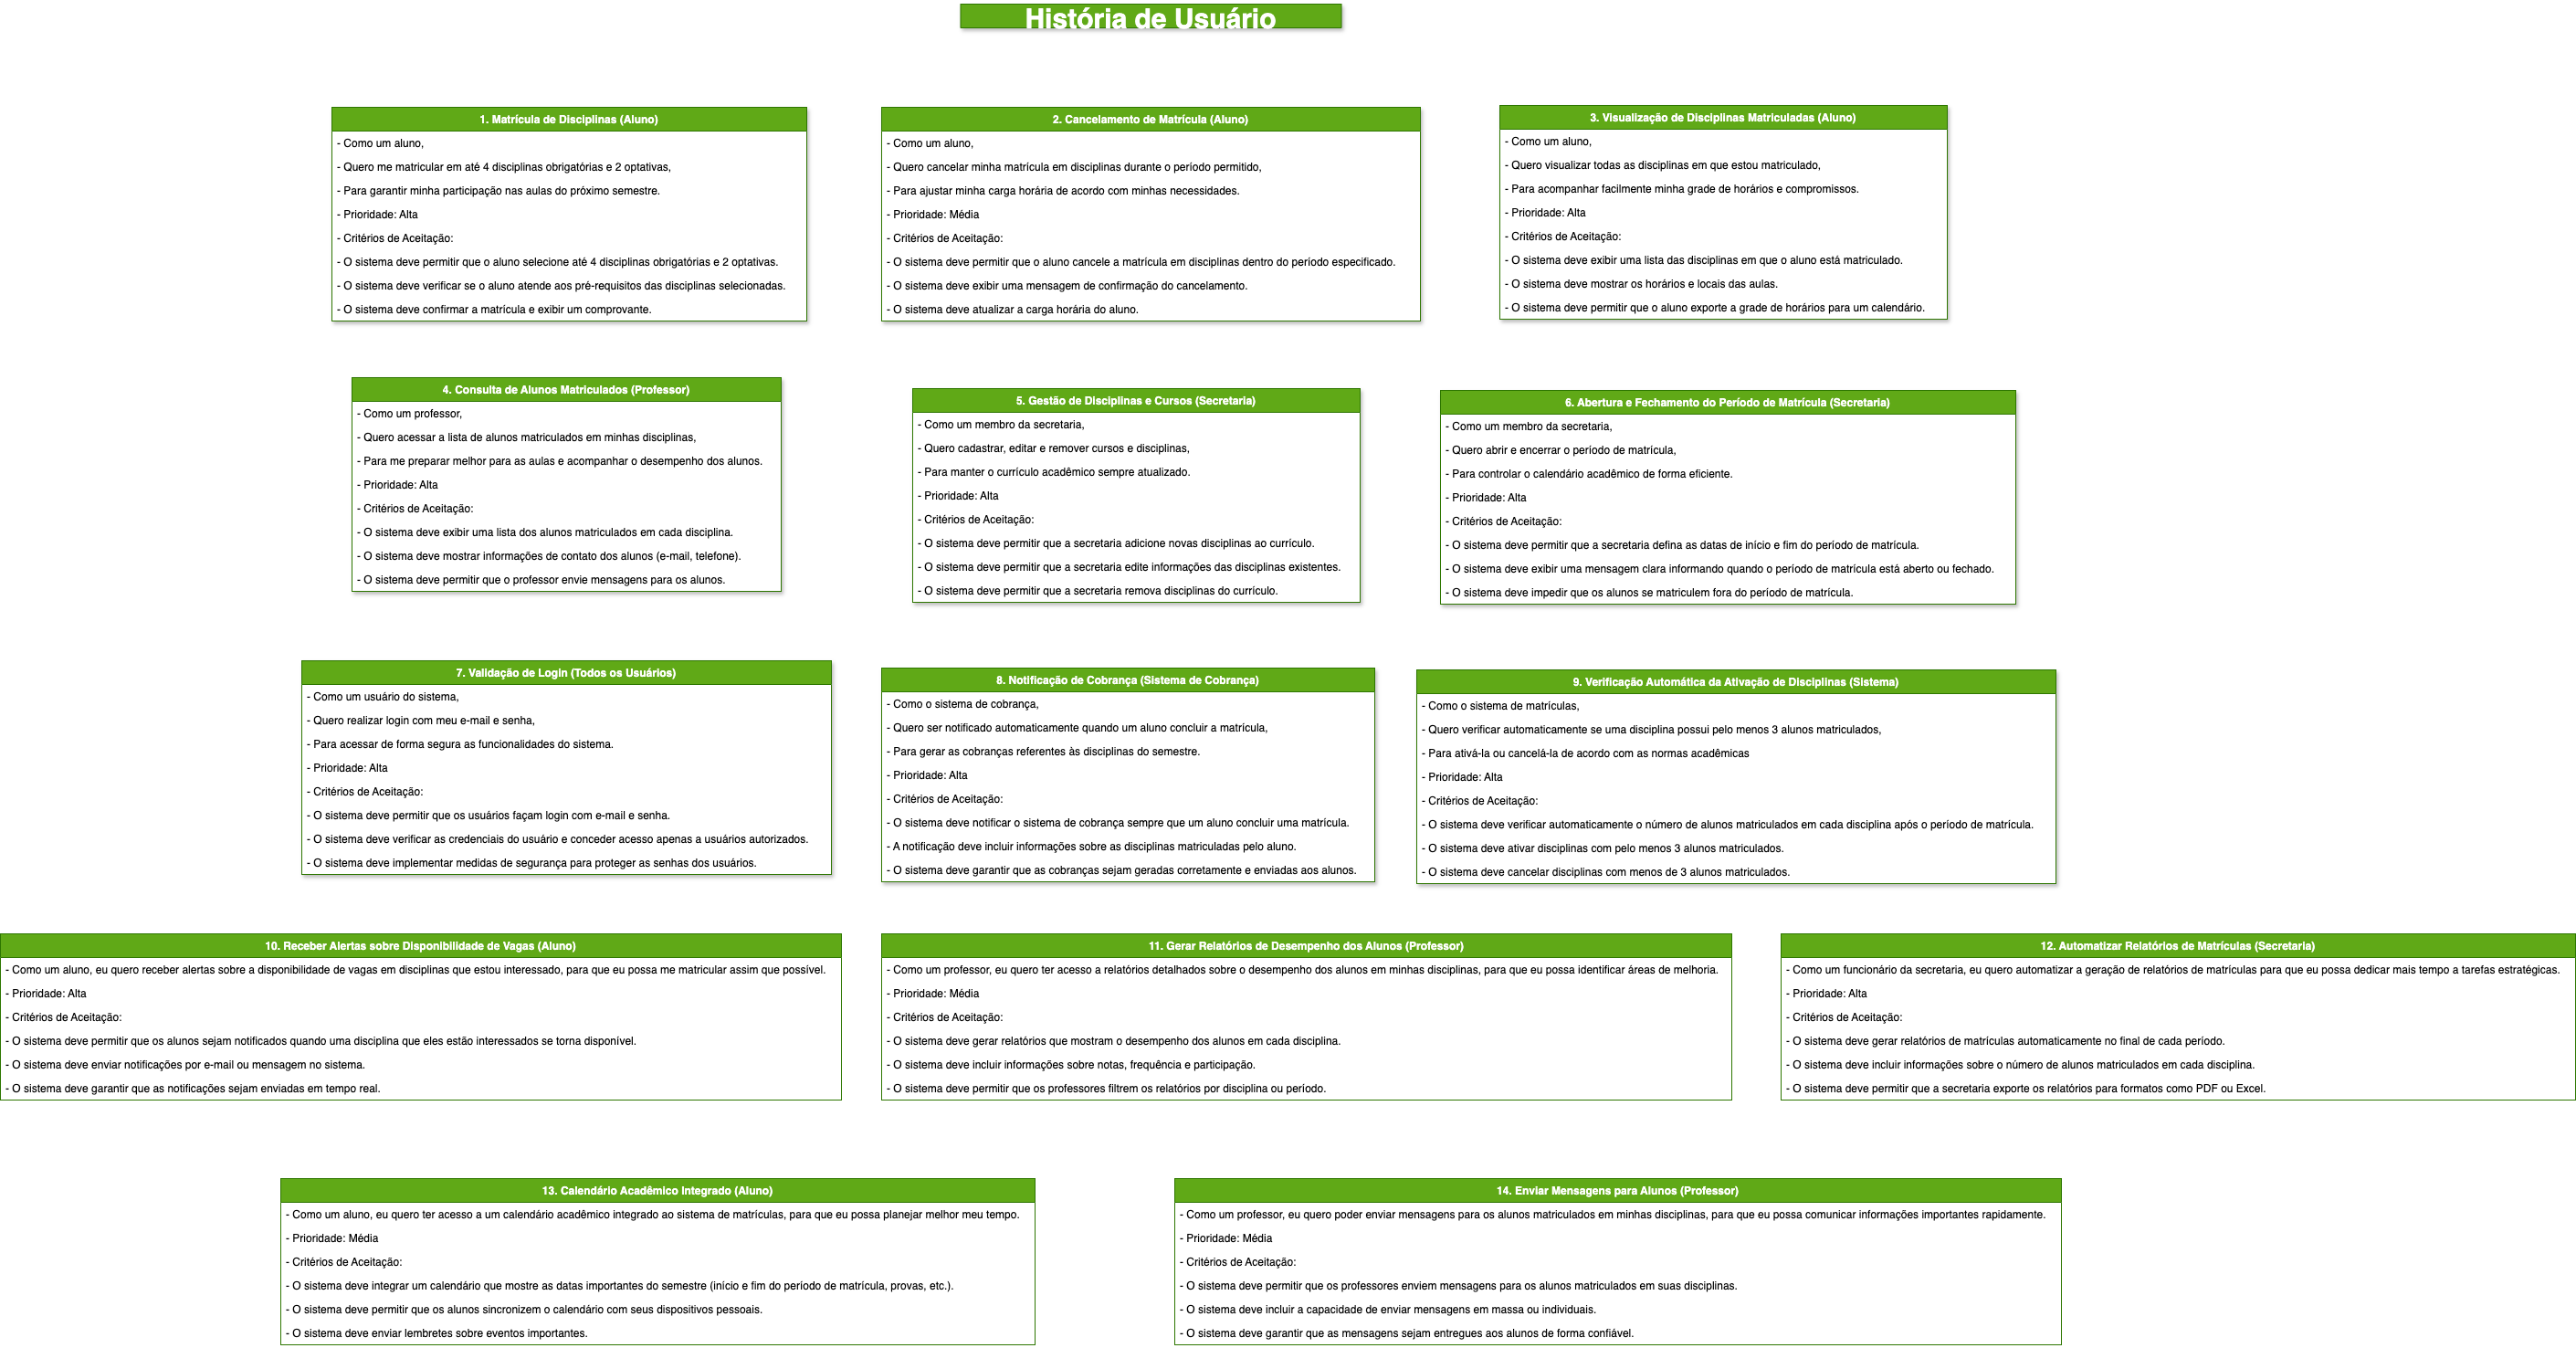 História de Usuário
1. Matrícula de Disciplinas (Aluno)
- Como um aluno,
- Quero me matricular em até 4 disciplinas obrigatórias e 2 optativas,
- Para garantir minha participação nas aulas do próximo semestre.
- Prioridade: Alta
- Critérios de Aceitação:
- O sistema deve permitir que o aluno selecione até 4 disciplinas obrigatórias e 2 optativas.
- O sistema deve verificar se o aluno atende aos pré-requisitos das disciplinas selecionadas.
- O sistema deve confirmar a matrícula e exibir um comprovante.
2. Cancelamento de Matrícula (Aluno)
- Como um aluno,
- Quero cancelar minha matrícula em disciplinas durante o período permitido,
- Para ajustar minha carga horária de acordo com minhas necessidades.
- Prioridade: Média
- Critérios de Aceitação:
- O sistema deve permitir que o aluno cancele a matrícula em disciplinas dentro do período especificado.
- O sistema deve exibir uma mensagem de confirmação do cancelamento.
- O sistema deve atualizar a carga horária do aluno.
3. Visualização de Disciplinas Matriculadas (Aluno)
- Como um aluno,
- Quero visualizar todas as disciplinas em que estou matriculado,
- Para acompanhar facilmente minha grade de horários e compromissos.
- Prioridade: Alta
- Critérios de Aceitação:
- O sistema deve exibir uma lista das disciplinas em que o aluno está matriculado.
- O sistema deve mostrar os horários e locais das aulas.
- O sistema deve permitir que o aluno exporte a grade de horários para um calendário.
4. Consulta de Alunos Matriculados (Professor)
- Como um professor,
- Quero acessar a lista de alunos matriculados em minhas disciplinas,
- Para me preparar melhor para as aulas e acompanhar o desempenho dos alunos.
- Prioridade: Alta
- Critérios de Aceitação:
- O sistema deve exibir uma lista dos alunos matriculados em cada disciplina.
- O sistema deve mostrar informações de contato dos alunos (e-mail, telefone).
- O sistema deve permitir que o professor envie mensagens para os alunos.
5. Gestão de Disciplinas e Cursos (Secretaria)
- Como um membro da secretaria,
- Quero cadastrar, editar e remover cursos e disciplinas,
- Para manter o currículo acadêmico sempre atualizado.
- Prioridade: Alta
- Critérios de Aceitação:
- O sistema deve permitir que a secretaria adicione novas disciplinas ao currículo.
- O sistema deve permitir que a secretaria edite informações das disciplinas existentes.
- O sistema deve permitir que a secretaria remova disciplinas do currículo.
6. Abertura e Fechamento do Período de Matrícula (Secretaria)
- Como um membro da secretaria,
- Quero abrir e encerrar o período de matrícula,
- Para controlar o calendário acadêmico de forma eficiente.
- Prioridade: Alta
- Critérios de Aceitação:
- O sistema deve permitir que a secretaria defina as datas de início e fim do período de matrícula.
- O sistema deve exibir uma mensagem clara informando quando o período de matrícula está aberto ou fechado.
- O sistema deve impedir que os alunos se matriculem fora do período de matrícula.
7. Validação de Login (Todos os Usuários)
- Como um usuário do sistema,
- Quero realizar login com meu e-mail e senha,
- Para acessar de forma segura as funcionalidades do sistema.
- Prioridade: Alta
- Critérios de Aceitação:
- O sistema deve permitir que os usuários façam login com e-mail e senha.
- O sistema deve verificar as credenciais do usuário e conceder acesso apenas a usuários autorizados.
- O sistema deve implementar medidas de segurança para proteger as senhas dos usuários.
8. Notificação de Cobrança (Sistema de Cobrança)
- Como o sistema de cobrança,
- Quero ser notificado automaticamente quando um aluno concluir a matrícula,
- Para gerar as cobranças referentes às disciplinas do semestre.
- Prioridade: Alta
- Critérios de Aceitação:
- O sistema deve notificar o sistema de cobrança sempre que um aluno concluir uma matrícula.
- A notificação deve incluir informações sobre as disciplinas matriculadas pelo aluno.
- O sistema deve garantir que as cobranças sejam geradas corretamente e enviadas aos alunos.
9. Verificação Automática da Ativação de Disciplinas (Sistema)
- Como o sistema de matrículas,
- Quero verificar automaticamente se uma disciplina possui pelo menos 3 alunos matriculados,
- Para ativá-la ou cancelá-la de acordo com as normas acadêmicas
- Prioridade: Alta
- Critérios de Aceitação:
- O sistema deve verificar automaticamente o número de alunos matriculados em cada disciplina após o período de matrícula.
- O sistema deve ativar disciplinas com pelo menos 3 alunos matriculados.
- O sistema deve cancelar disciplinas com menos de 3 alunos matriculados.
10. Receber Alertas sobre Disponibilidade de Vagas (Aluno)
- Como um aluno, eu quero receber alertas sobre a disponibilidade de vagas em disciplinas que estou interessado, para que eu possa me matricular assim que possível.
- Prioridade: Alta
- Critérios de Aceitação:
- O sistema deve permitir que os alunos sejam notificados quando uma disciplina que eles estão interessados se torna disponível.
- O sistema deve enviar notificações por e-mail ou mensagem no sistema.
- O sistema deve garantir que as notificações sejam enviadas em tempo real.
11. Gerar Relatórios de Desempenho dos Alunos (Professor)
- Como um professor, eu quero ter acesso a relatórios detalhados sobre o desempenho dos alunos em minhas disciplinas, para que eu possa identificar áreas de melhoria.
- Prioridade: Média
- Critérios de Aceitação:
- O sistema deve gerar relatórios que mostram o desempenho dos alunos em cada disciplina.
- O sistema deve incluir informações sobre notas, frequência e participação.
- O sistema deve permitir que os professores filtrem os relatórios por disciplina ou período.
12. Automatizar Relatórios de Matrículas (Secretaria)
- Como um funcionário da secretaria, eu quero automatizar a geração de relatórios de matrículas para que eu possa dedicar mais tempo a tarefas estratégicas.
- Prioridade: Alta
- Critérios de Aceitação:
- O sistema deve gerar relatórios de matrículas automaticamente no final de cada período.
- O sistema deve incluir informações sobre o número de alunos matriculados em cada disciplina.
- O sistema deve permitir que a secretaria exporte os relatórios para formatos como PDF ou Excel.
13. Calendário Acadêmico Integrado (Aluno)
- Como um aluno, eu quero ter acesso a um calendário acadêmico integrado ao sistema de matrículas, para que eu possa planejar melhor meu tempo.
- Prioridade: Média
- Critérios de Aceitação:
- O sistema deve integrar um calendário que mostre as datas importantes do semestre (início e fim do período de matrícula, provas, etc.).
- O sistema deve permitir que os alunos sincronizem o calendário com seus dispositivos pessoais.
- O sistema deve enviar lembretes sobre eventos importantes.
14. Enviar Mensagens para Alunos (Professor)
- Como um professor, eu quero poder enviar mensagens para os alunos matriculados em minhas disciplinas, para que eu possa comunicar informações importantes rapidamente.
- Prioridade: Média
- Critérios de Aceitação:
- O sistema deve permitir que os professores enviem mensagens para os alunos matriculados em suas disciplinas.
- O sistema deve incluir a capacidade de enviar mensagens em massa ou individuais.
- O sistema deve garantir que as mensagens sejam entregues aos alunos de forma confiável.